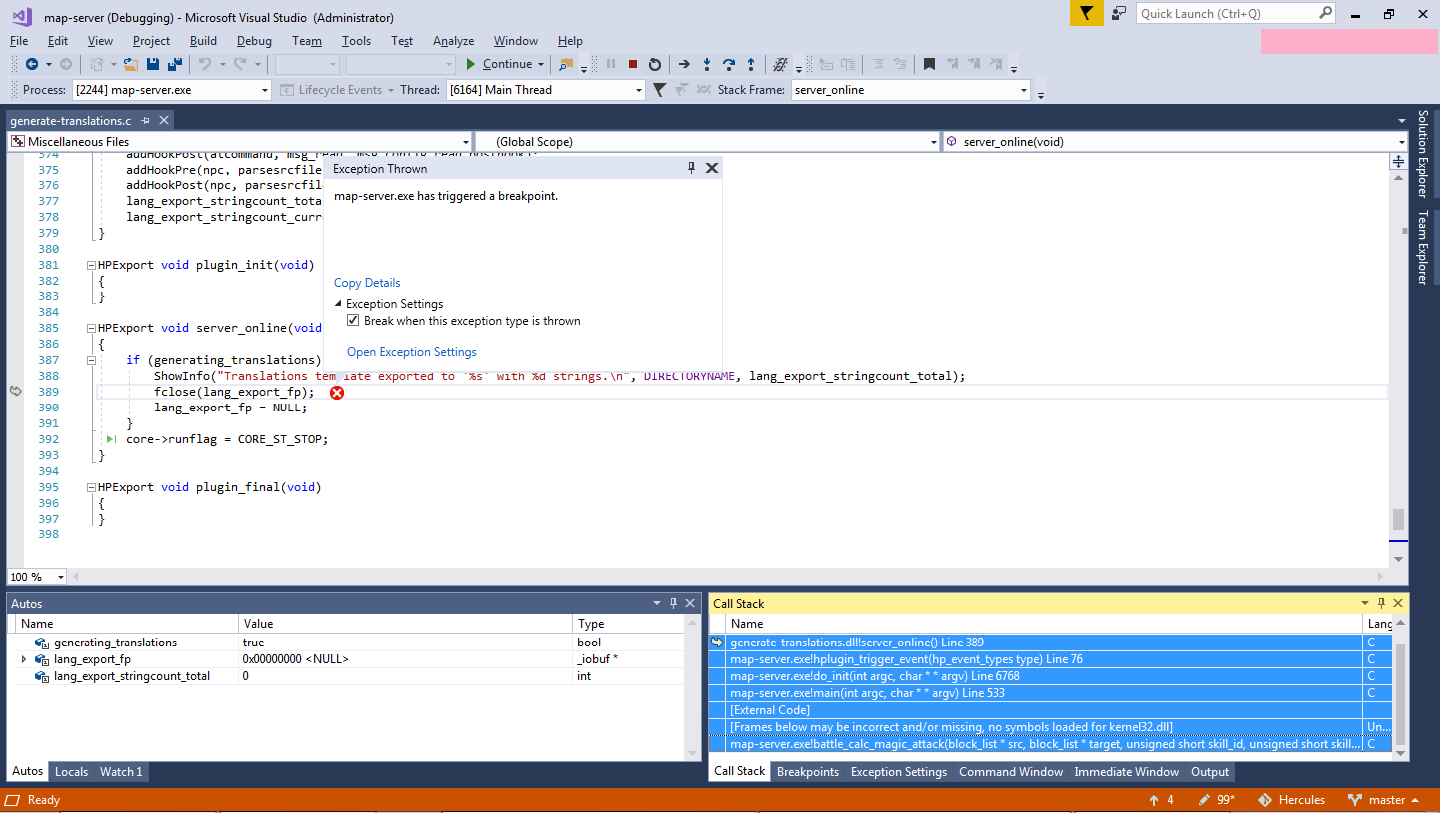 map-server (Debugging) - Microsoft Visual Studio (Administrator)
Quick Launch (Ctrl+Q)
File Edit View Project Build Debug Team Tools Test Analyze Window Help
Continue
Process: [2244] map-server.exe Lifecycle Events Thread: [6164] Main Thread Stack Frame: server_online
generate-translations.c
Miscellaneous Files (Global Scope) server_online(void)
374 addHookPost(atcommand, msg_read, msg_config_read_posthook);
375 addHookPre(npc, parsesrcfile
376 addHookPost(npc, parsesrcfil
377 lang_export_stringcount_tota
378 lang_export_stringcount_curr
379 }
380
381 HPExport void plugin_init(void)
382 {
383 }
384
385 HPExport void server_online(void
386 {
387 if (generating_translations)
388 ShowInfo("Translations tem late exported to '%s' with %d strings.\n", DIRECTORYNAME, lang_export_stringcount_total);
389 fclose(lang_export_fp);
390 lang_export_fp = NULL;
391 }
392 core->runflag = CORE_ST_STOP;
393 }
394
395 HPExport void plugin_final(void)
396 {
397 }
398
Exception Thrown
map-server.exe has triggered a breakpoint.
Copy Details
Exception Settings
Break when this exception type is thrown
Open Exception Settings
Solution Explorer
Team Explorer
100 %
Autos
Name Value Type
generating_translations true bool
lang_export_fp 0x00000000 <NULL> _iobuf *
lang_export_stringcount_total 0 int
Autos Locals Watch 1
Call Stack
Name Lang
generate-translations.dll!server_online() Line 389 C
map-server.exe!hplugin_trigger_event(hp_event_types type) Line 76 C
map-server.exe!do_init(int argc, char * * argv) Line 6768 C
map-server.exe!main(int argc, char * * argv) Line 533 C
[External Code]
[Frames below may be incorrect and/or missing, no symbols loaded for kernel32.dll] Un...
map-server.exe!battle_calc_magic_attack(block_list * src, block_list * target, unsigned short skill_id, unsigned short skill... C
Call Stack Breakpoints Exception Settings Command Window Immediate Window Output
Ready 4 99* Hercules master